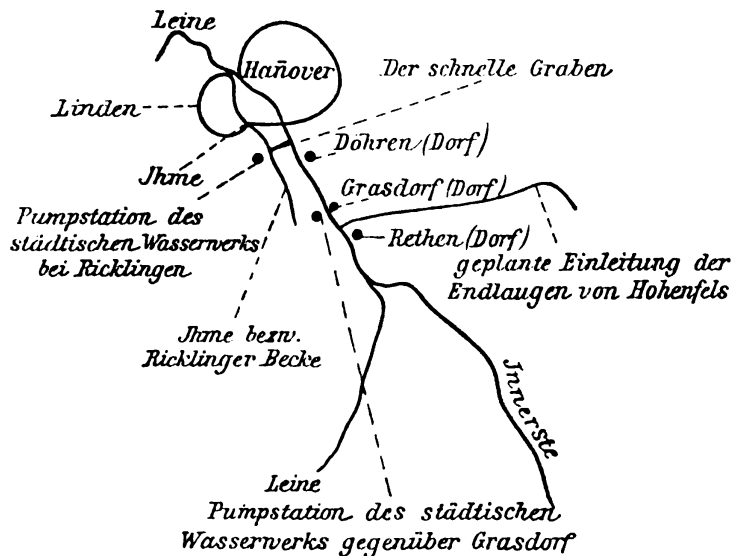 Leine
Hañover
Der schnelle Graben
Linden
Döhren (Dorf)
Jhme
Grasdorf (Dorf)
Pumpstation des
städtischen Wasserwerks
bei Ricklingen
Rethen (Dorf)
geplante Einleitung der
Endlaugen von Hohenfels
Jhme bezw.
Ricklinger Becke
Innerste
Leine
Pumpstation des städtischen
Wasserwerks gegenüber Grasdorf